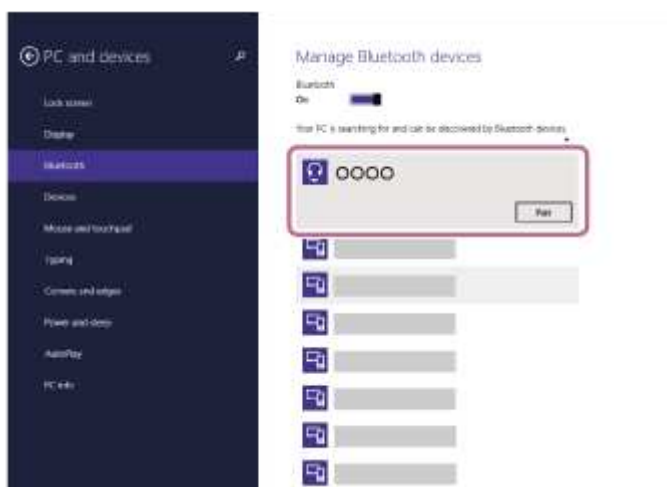 PC and devices
Lock screen
Display
Bluetooth
Devices
Mouse and touchpad
Typing
Corners and edges
Power and sleep
AutoPlay
PC info
Manage Bluetooth devices
Bluetooth
On
Your PC is searching for and can be discovered by Bluetooth devices
OOOO
Pair